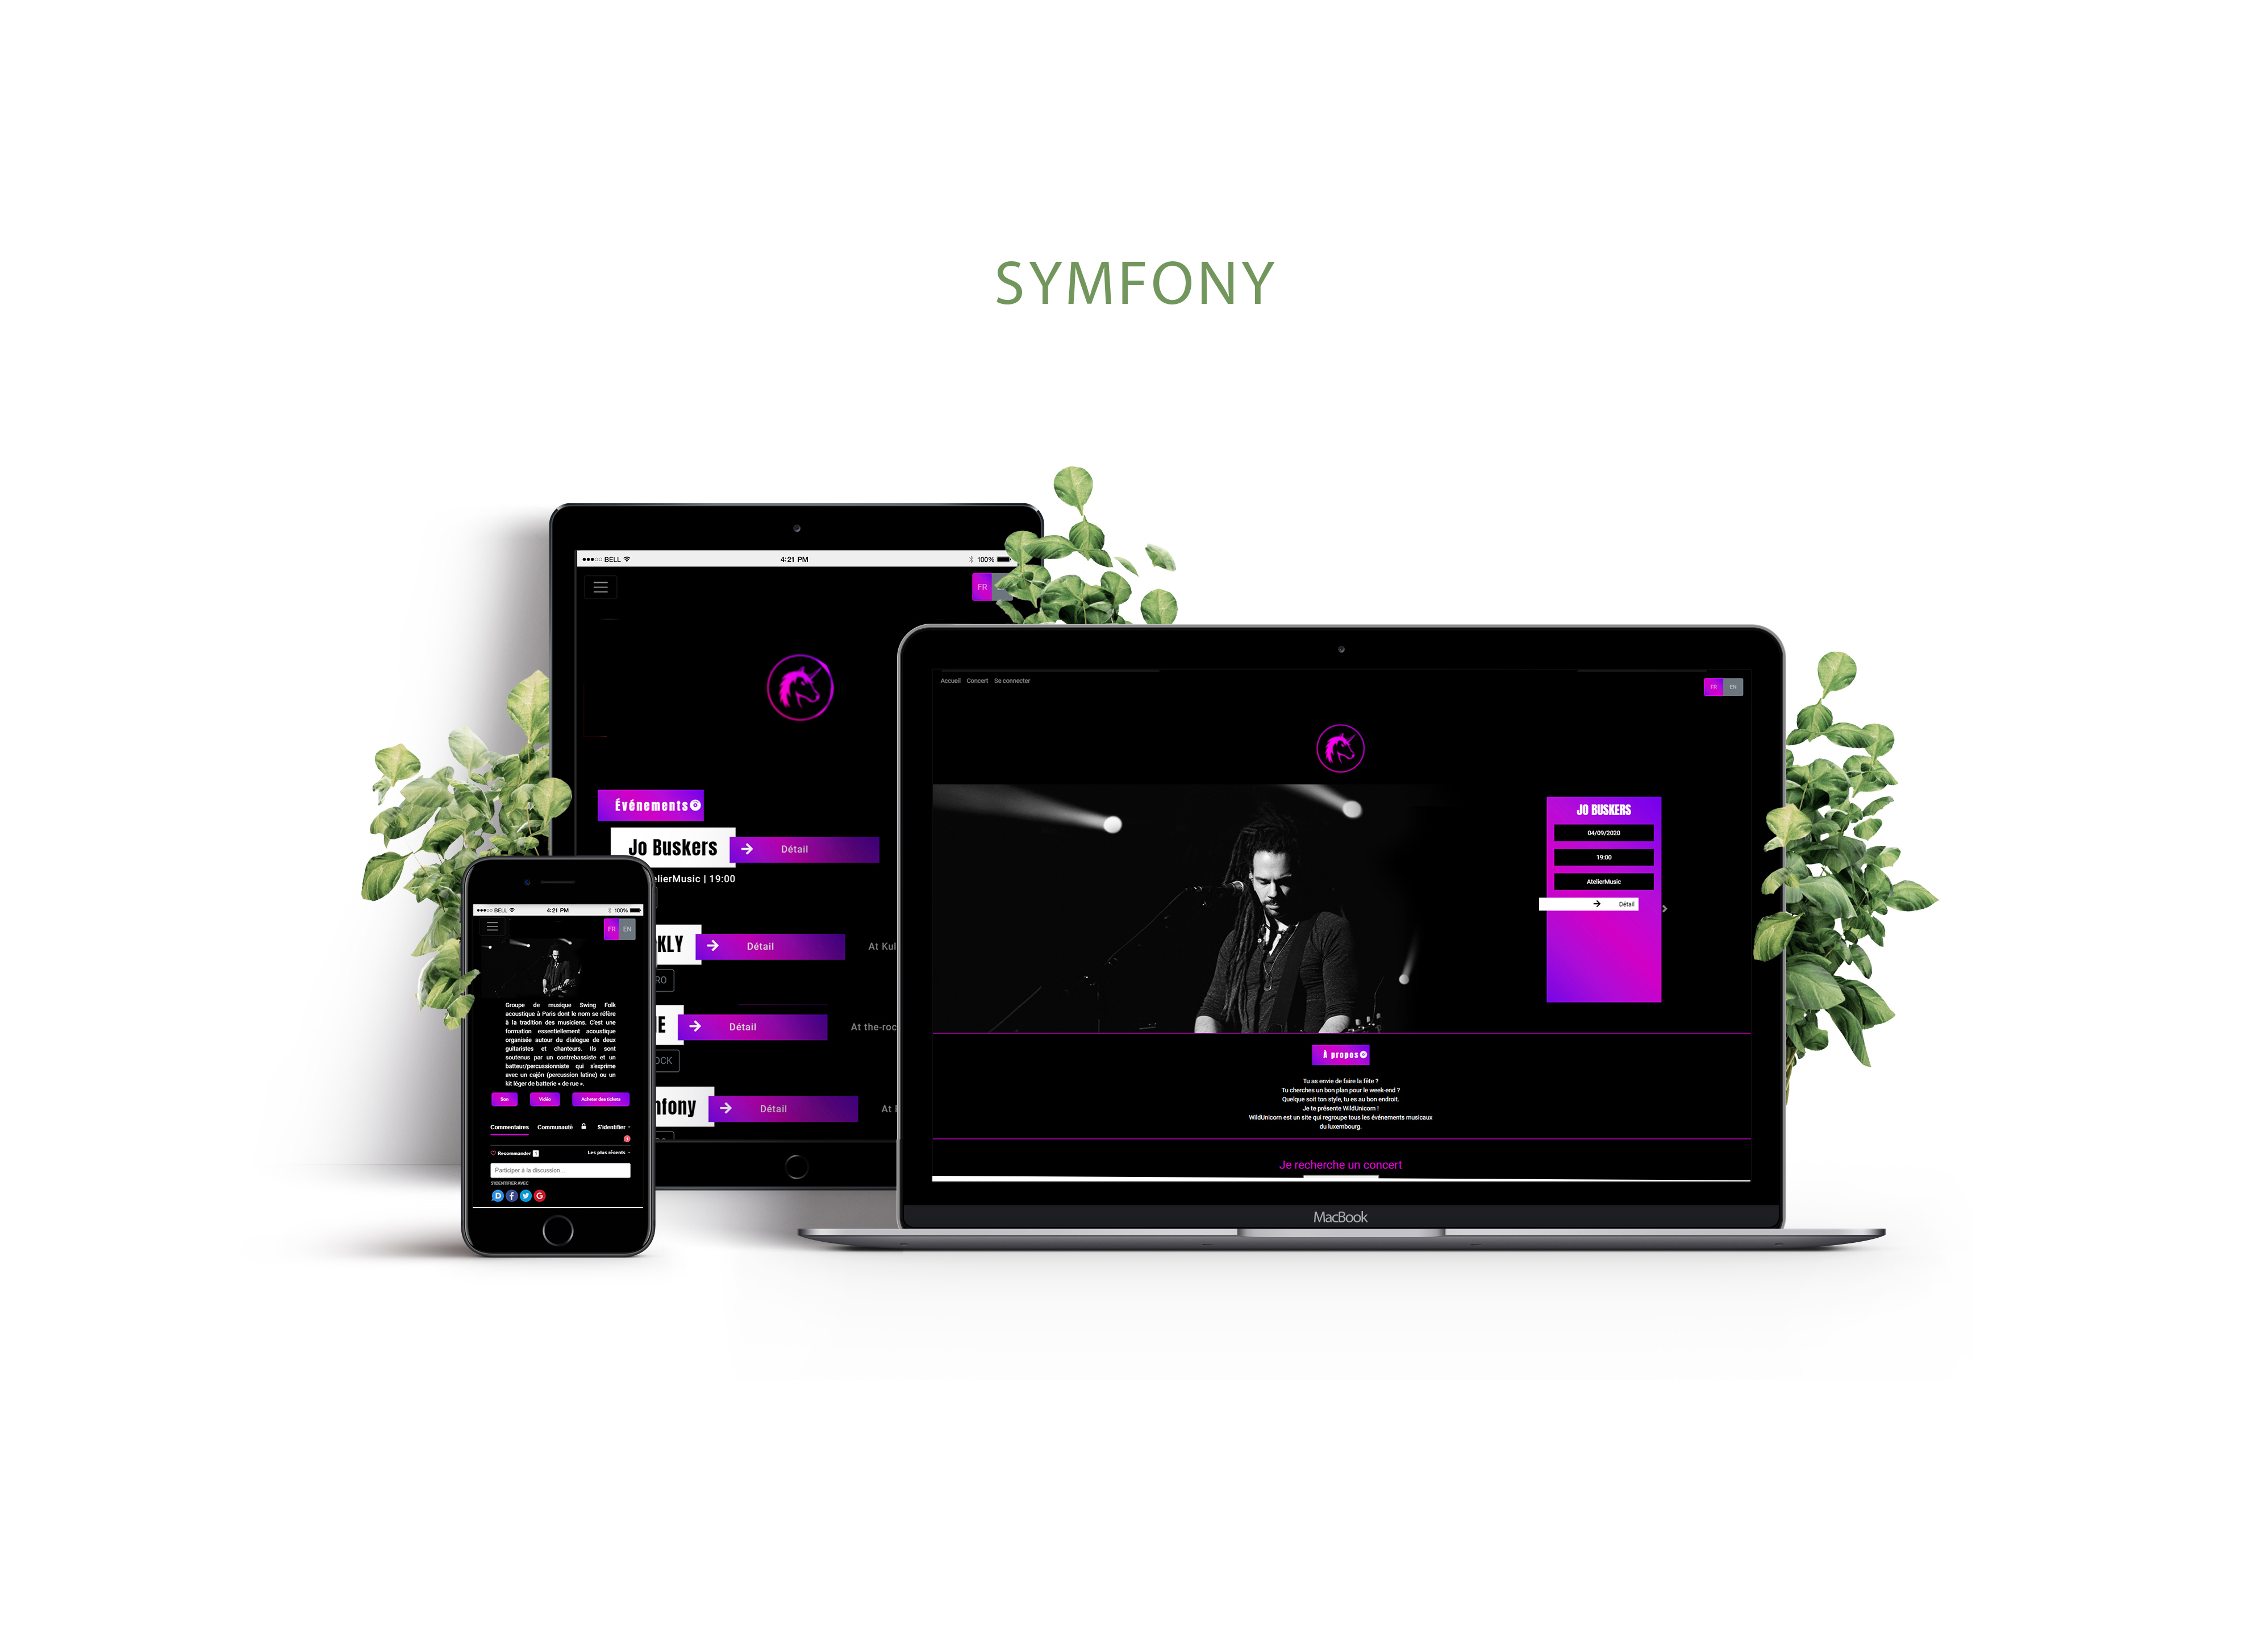 SYMFONY
BELL
4:21 PM
100%
FR
Événements
Jo Buskers
Détail
elierMusic | 19:00
KLY
Détail
At Kul
RO
E
Détail
At the-roc
OCK
nfony
Détail
At
BELL
4:21 PM
100%
FR EN
Groupe de musique Swing Folk
acoustique à Paris dont le nom se réfère
à la tradition des musiciens. C'est une
formation essentiellement acoustique
organisée autour du dialogue de deux
guitaristes et chanteurs. Ils sont
soutenus par un contrebassiste et un
batteur/percussionniste qui s'exprime
avec un cajón (percussion latine) ou un
kit léger de batterie « de rue ».
Son Vidéo Acheter des tickets
Commentaires Communauté S'identifier
1
Recommander 1 Les plus récents
Participer à la discussion...
S'IDENTIFIER AVEC
Accueil Concert Se connecter
FR EN
JO BUSKERS
04/09/2020
19:00
AtelierMusic
Détail
À propos
Tu as envie de faire la fête ?
Tu cherches un bon plan pour le week-end ?
Quelque soit ton style, tu es au bon endroit.
Je te présente WildUnicorn !
WildUnicorn est un site qui regroupe tous les événements musicaux
du luxembourg.
Je recherche un concert
MacBook